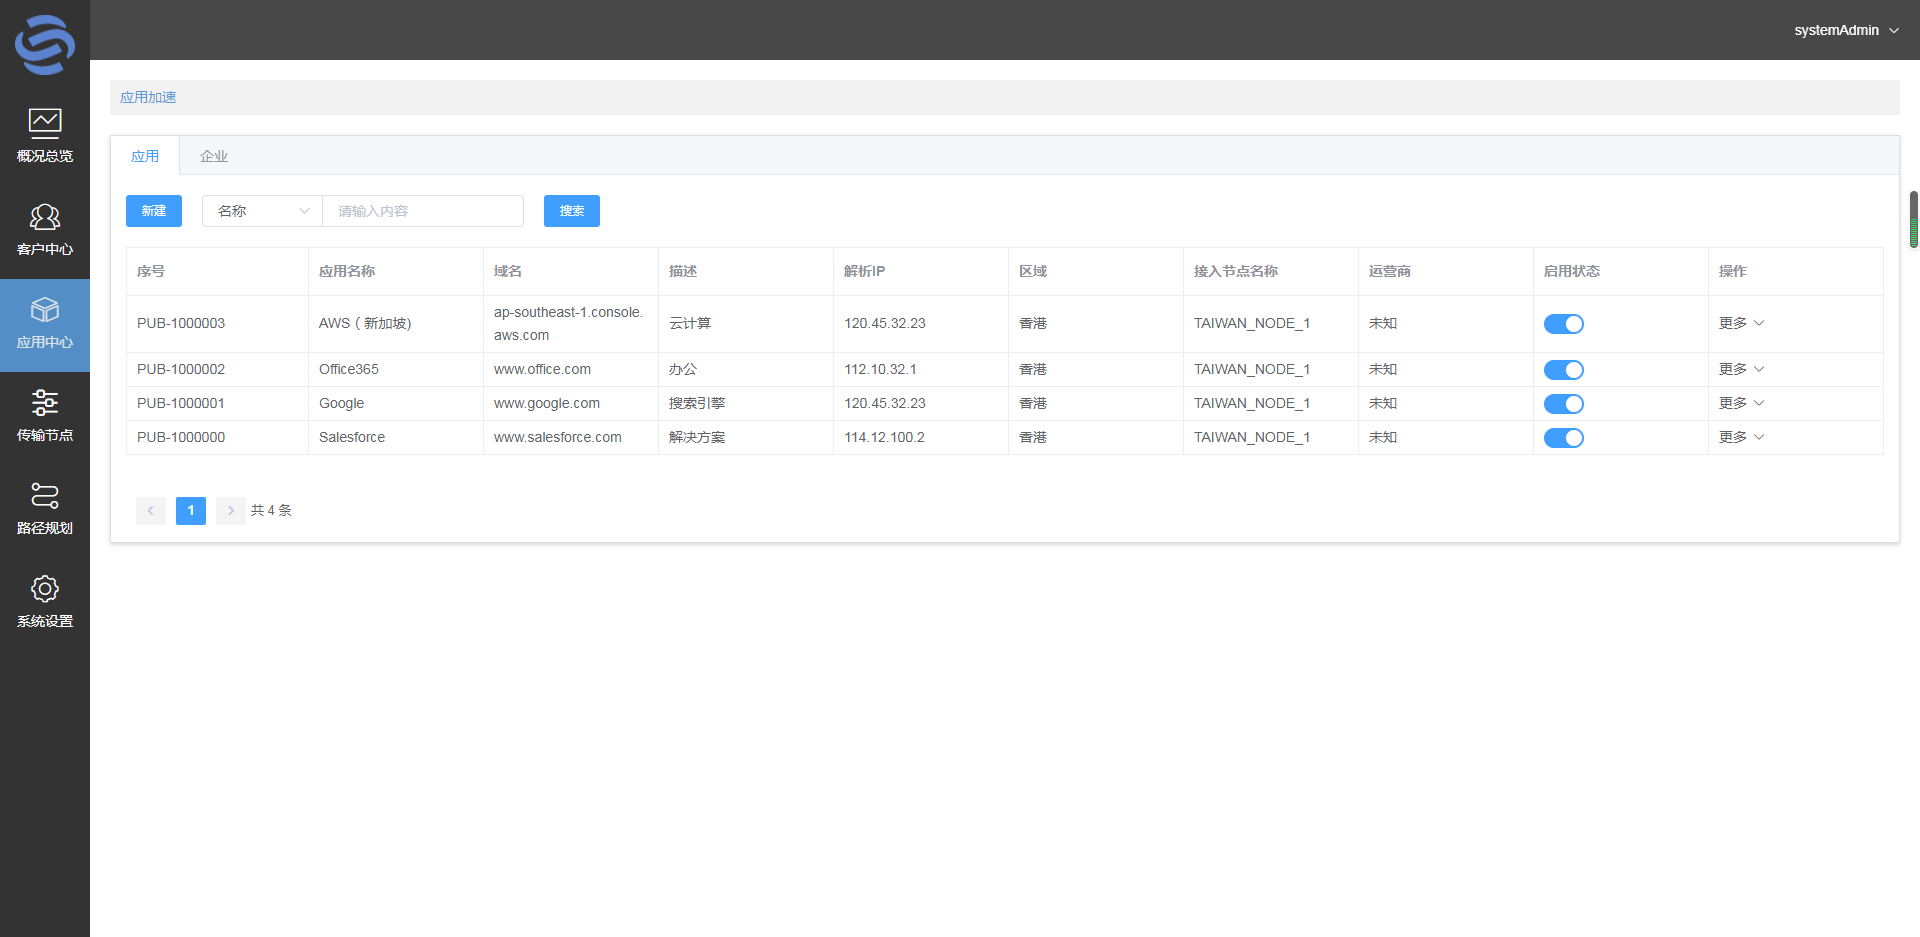 systemAdmin
概况总览
客户中心
应用中心
传输节点
路径规划
系统设置
应用加速
应用 企业
新建 名称 请输入内容 搜索
序号 应用名称 域名 描述 解析IP 区域 接入节点名称 运营商 启用状态 操作
PUB-1000003 AWS（新加坡) ap-southeast-1.console.aws.com 云计算 120.45.32.23 香港 TAIWAN_NODE_1 未知 更多
PUB-1000002 Office365 www.office.com 办公 112.10.32.1 香港 TAIWAN_NODE_1 未知 更多
PUB-1000001 Google www.google.com 搜索引擎 120.45.32.23 香港 TAIWAN_NODE_1 未知 更多
PUB-1000000 Salesforce www.salesforce.com 解决方案 114.12.100.2 香港 TAIWAN_NODE_1 未知 更多
1 共 4 条